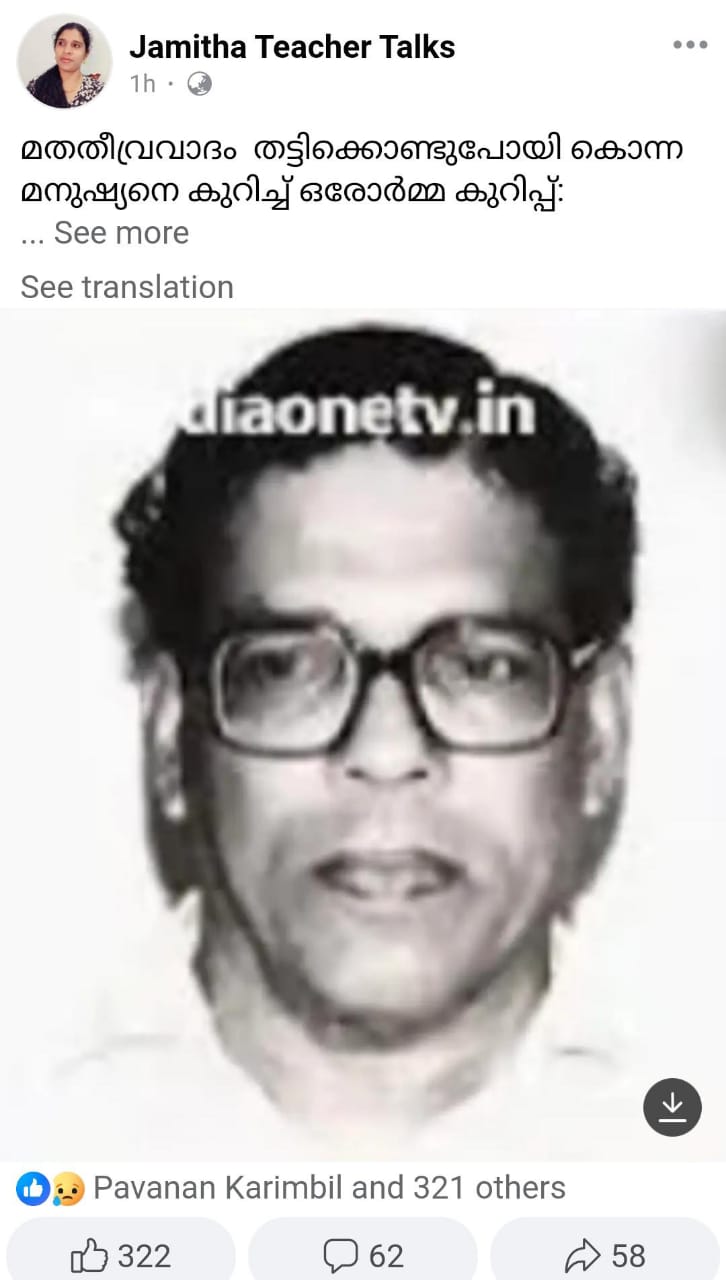 Jamitha Teacher Talks
1h ·
മതതീവ്രവാദം തട്ടിക്കൊണ്ടുപോയി കൊന്ന
മനുഷ്യനെ കുറിച്ച് ഒരോർമ്മ കുറിപ്പ്:
... See more
See translation
diaonetv.in
Pavanan Karimbil and 321 others
322
62
58